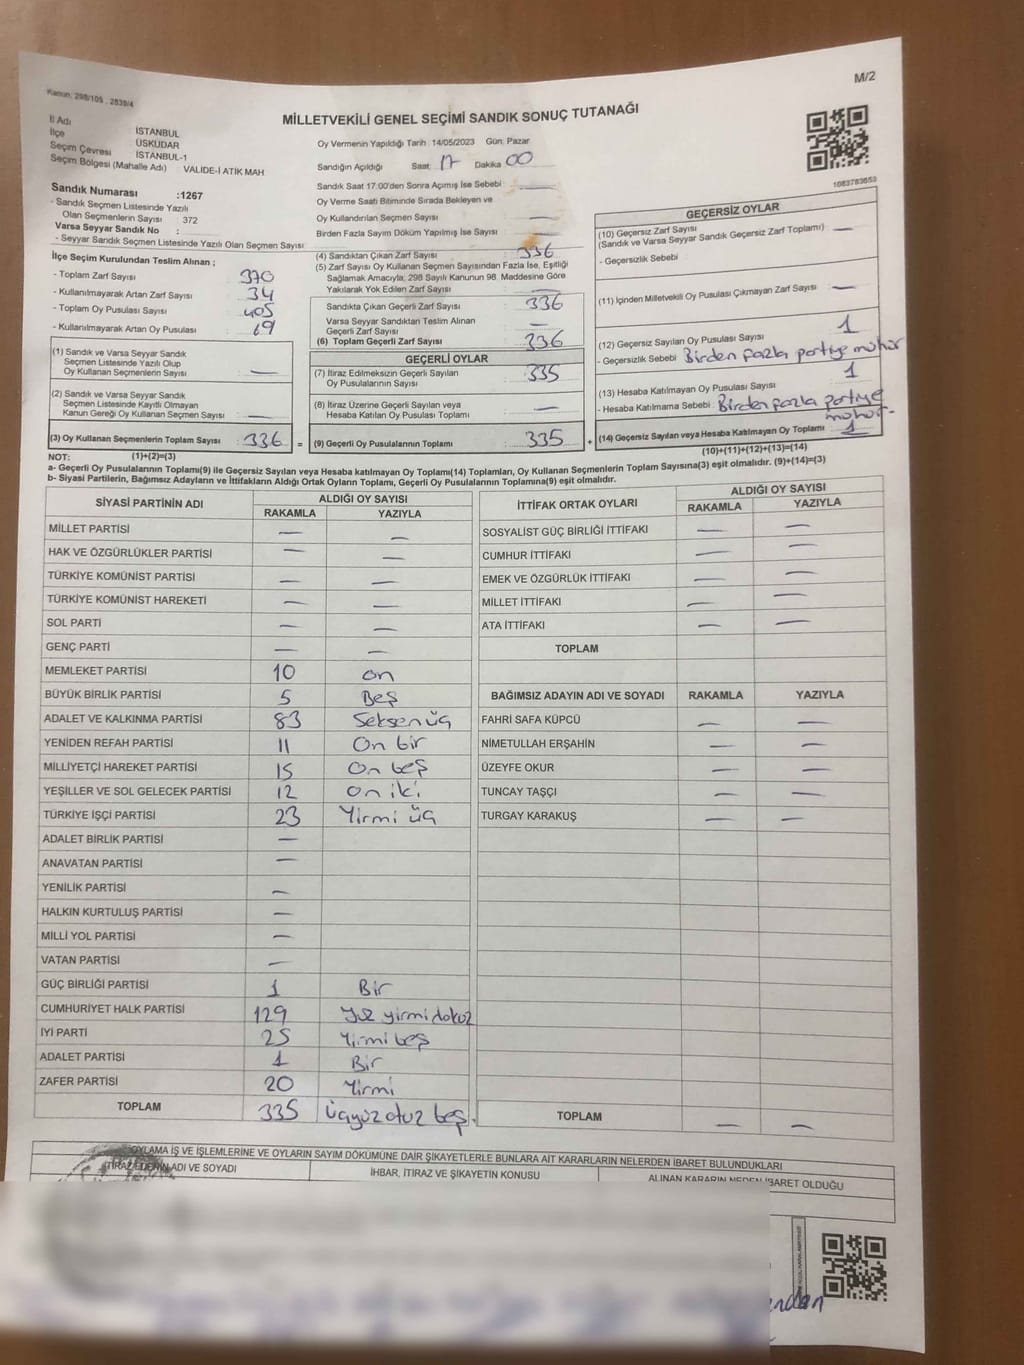 M/2
Kanun: 298/105 , 2839/4
MİLLETVEKİLİ GENEL SEÇİMİ SANDIK SONUÇ TUTANAĞI
İl Adı İSTANBUL
İlçe ÜSKÜDAR
Seçim Çevresi İSTANBUL-1
Seçim Bölgesi (Mahalle Adı) VALİDE-İ ATİK MAH
Sandık Numarası :1267
- Sandık Seçmen Listesinde Yazılı
Olan Seçmenlerin Sayısı : 372
Varsa Seyyar Sandık No :
- Seyyar Sandık Seçmen Listesinde Yazılı Olan Seçmen Sayısı
İlçe Seçim Kurulundan Teslim Alınan ;
- Toplam Zarf Sayısı 370
- Kullanılmayarak Artan Zarf Sayısı 34
- Toplam Oy Pusulası Sayısı 405
- Kullanılmayarak Artan Oy Pusulası : 69
(1) Sandık ve Varsa Seyyar Sandık
Seçmen Listesinde Yazılı Olup
Oy Kullanan Seçmenlerin Sayısı : —
(2) Sandık ve Varsa Seyyar Sandık
Seçmen Listesinde Kayıtlı Olmayan
Kanun Gereği Oy Kullanan Seçmen Sayısı : —
(3) Oy Kullanan Seçmenlerin Toplam Sayısı : 336 =
(1)+(2)=(3)
Oy Vermenin Yapıldığı Tarih :14/05/2023 Gün: Pazar
Sandığın Açıldığı Saat: 17 Dakika 00
Sandık Saat 17:00'den Sonra Açımış İse Sebebi : —
Oy Verme Saati Bitiminde Sırada Bekleyen ve
Oy Kullandırılan Seçmen Sayısı —
Birden Fazla Sayım Döküm Yapılmış İse Sayısı : —
(4) Sandıktan Çıkan Zarf Sayısı : 336
(5) Zarf Sayısı Oy Kullanan Seçmen Sayısından Fazla İse, Eşitliği
Sağlamak Amacıyla; 298 Sayılı Kanunun 98. Maddesine Göre
Yakılarak Yok Edilen Zarf Sayısı : —
Sandıkta Çıkan Geçerli Zarf Sayısı : 336
Varsa Seyyar Sandıktan Teslim Alınan
Geçerli Zarf Sayısı : —
(6) Toplam Geçerli Zarf Sayısı : 336
GEÇERLİ OYLAR
(7) İtiraz Edilmeksizin Geçerli Sayılan
Oy Pusulalarının Sayısı : 335
(8) İtiraz Üzerine Geçerli Sayılan veya
Hesaba Katılan Oy Pusulası Toplamı : —
(9) Geçerli Oy Pusulalarının Toplamı : 335 +
1083783653
GEÇERSİZ OYLAR
(10) Geçersiz Zarf Sayısı
(Sandık ve Varsa Seyyar Sandık Geçersiz Zarf Toplamı) : —
- Geçersizlik Sebebi
(11) İçinden Milletvekili Oy Pusulası Çıkmayan Zarf Sayısı : —
(12) Geçersiz Sayılan Oy Pusulası Sayısı : 1
- Geçersizlik Sebebi : Birden fazla partiye mühür
(13) Hesaba Katılmayan Oy Pusulası Sayısı 1
- Hesaba Katılmama Sebebi : Birden fazla partiye
mühür.
(14) Geçersiz Sayılan veya Hesaba Katılmayan Oy Toplamı : 1
(10)+(11)+(12)+(13)=(14)
NOT:
a- Geçerli Oy Pusulalarının Toplamı(9) ile Geçersiz Sayılan veya Hesaba katılmayan Oy Toplamı(14) Toplamları, Oy Kullanan Seçmenlerin Toplam Sayısına(3) eşit olmalıdır. (9)+(14)=(3)
b- Siyasi Partilerin, Bağımsız Adayların ve İttifakların Aldığı Ortak Oyların Toplamı, Geçerli Oy Pusulalarının Toplamına(9) eşit olmalıdır.
SİYASİ PARTİNİN ADI ALDIĞI OY SAYISI
RAKAMLA YAZIYLA
MİLLET PARTİSİ — —
HAK VE ÖZGÜRLÜKLER PARTİSİ — —
TÜRKİYE KOMÜNİST PARTİSİ — —
TÜRKİYE KOMÜNİST HAREKETİ — —
SOL PARTİ — —
GENÇ PARTİ — —
MEMLEKET PARTİSİ 10 on
BÜYÜK BİRLİK PARTİSİ 5 Beş
ADALET VE KALKINMA PARTİSİ 83 Seksen üç
YENİDEN REFAH PARTİSİ 11 On bir
MİLLİYETÇİ HAREKET PARTİSİ 15 On beş
YEŞİLLER VE SOL GELECEK PARTİSİ 12 on iki
TÜRKİYE İŞÇİ PARTİSİ 23 Yirmi üç
ADALET BİRLİK PARTİSİ —
ANAVATAN PARTİSİ —
YENİLİK PARTİSİ —
HALKIN KURTULUŞ PARTİSİ —
MİLLİ YOL PARTİSİ —
VATAN PARTİSİ —
GÜÇ BİRLİĞİ PARTİSİ 1 Bir
CUMHURİYET HALK PARTİSİ 129 Yüz yirmi dokuz
İYİ PARTİ 25 Yirmi beş
ADALET PARTİSİ 1 Bir
ZAFER PARTİSİ 20 Yirmi
TOPLAM 335 Üçyüz otuz beş.
İTTİFAK ORTAK OYLARI ALDIĞI OY SAYISI
RAKAMLA YAZIYLA
SOSYALİST GÜÇ BİRLİĞİ İTTİFAKI — —
CUMHUR İTTİFAKI — —
EMEK VE ÖZGÜRLÜK İTTİFAKI — —
MİLLET İTTİFAKI — —
ATA İTTİFAKI — —
TOPLAM
BAĞIMSIZ ADAYIN ADI VE SOYADI RAKAMLA YAZIYLA
FAHRİ SAFA KÜPCÜ — —
NİMETULLAH ERŞAHİN — —
ÜZEYFE OKUR — —
TUNCAY TAŞÇI — —
TURGAY KARAKUŞ — —
TOPLAM — —
OYLAMA İŞ VE İŞLEMLERİNE VE OYLARIN SAYIM DÖKÜMÜNE DAİR ŞİKAYETLERLE BUNLARA AİT KARARLARIN NELERDEN İBARET BULUNDUKLARI
İTİRAZ EDENİN ADI VE SOYADI
İHBAR, İTİRAZ VE ŞİKAYETİN KONUSU
ALINAN KARARIN NEDEN İBARET OLDUĞU